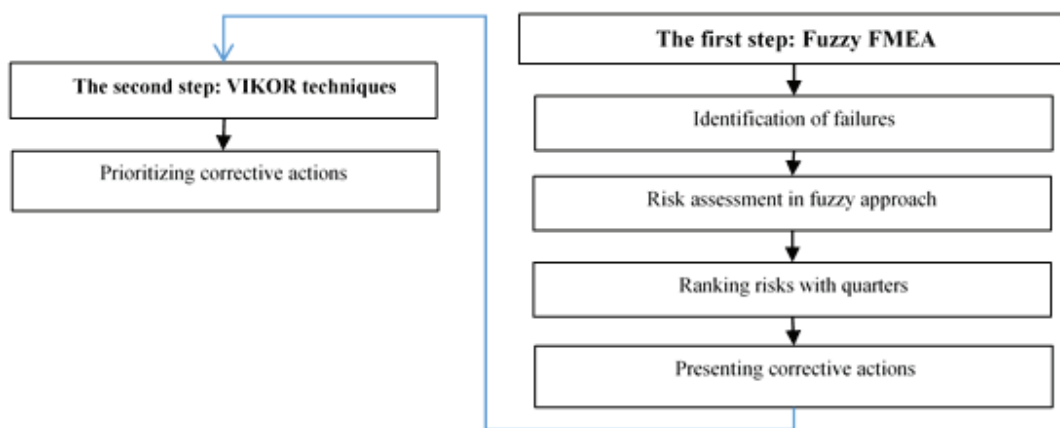 The first step: Fuzzy FMEA
Identification of failures
Risk assessment in fuzzy approach
Ranking risks with quarters
Presenting corrective actions
The second step: VIKOR techniques
Prioritizing corrective actions